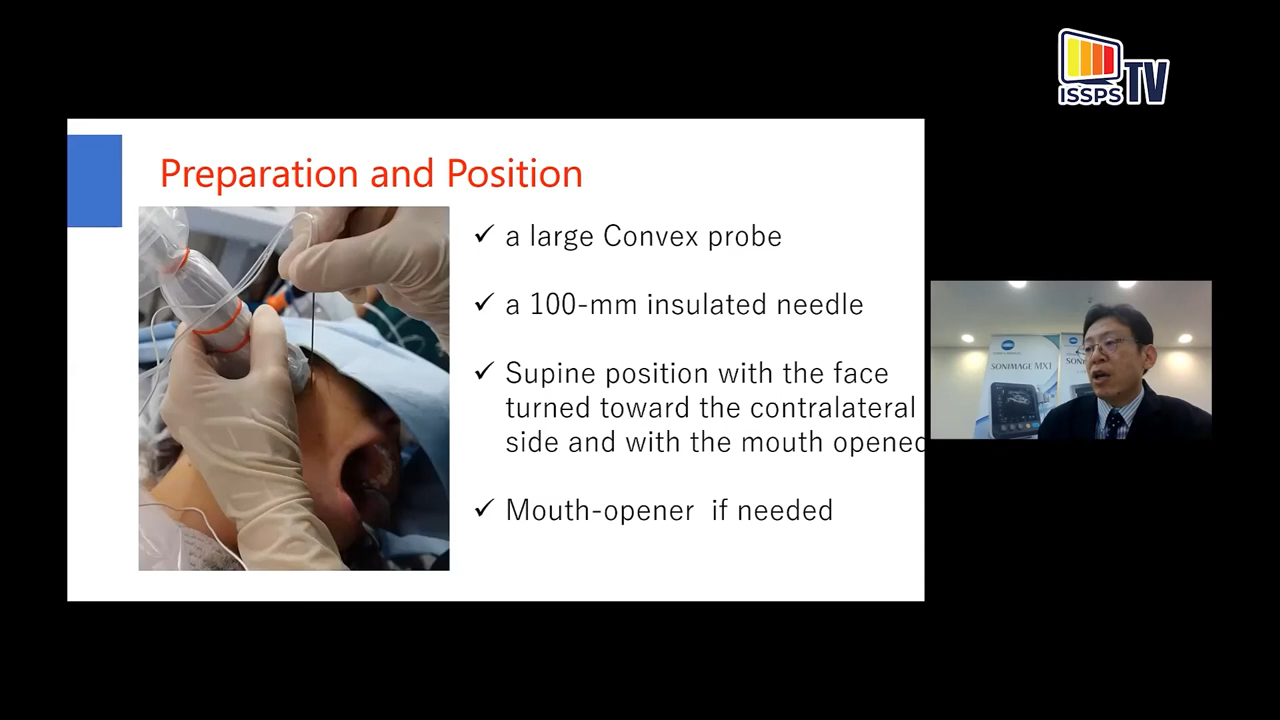 ISSPS TV
Preparation and Position
✓ a large Convex probe
✓ a 100-mm insulated needle
✓ Supine position with the face
turned toward the contralateral
side and with the mouth opened
✓ Mouth-opener if needed
SONIMAGE MX1